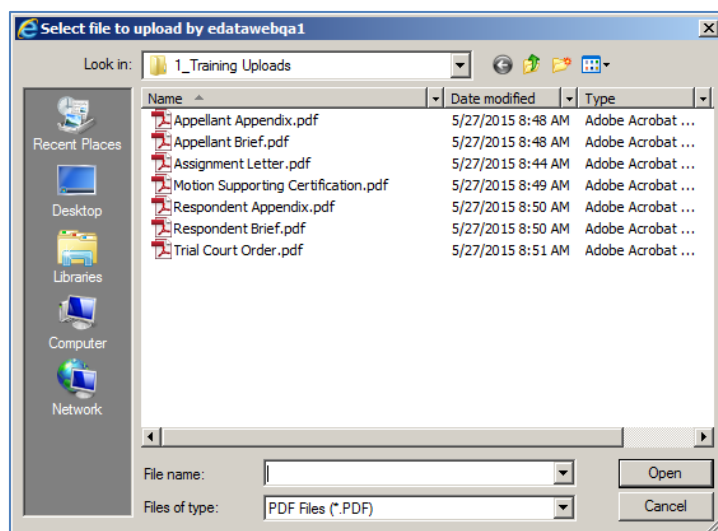 Select file to upload by edatawebqa1
Look in: 1_Training Uploads
Name Date modified Type
Appellant Appendix.pdf 5/27/2015 8:48 AM Adobe Acrobat ...
Appellant Brief.pdf 5/27/2015 8:48 AM Adobe Acrobat ...
Assignment Letter.pdf 5/27/2015 8:44 AM Adobe Acrobat ...
Motion Supporting Certification.pdf 5/27/2015 8:49 AM Adobe Acrobat ...
Respondent Appendix.pdf 5/27/2015 8:50 AM Adobe Acrobat ...
Respondent Brief.pdf 5/27/2015 8:50 AM Adobe Acrobat ...
Trial Court Order.pdf 5/27/2015 8:51 AM Adobe Acrobat ...
Recent Places
Desktop
Libraries
Computer
Network
File name: Open
Files of type: PDF Files (*.PDF) Cancel